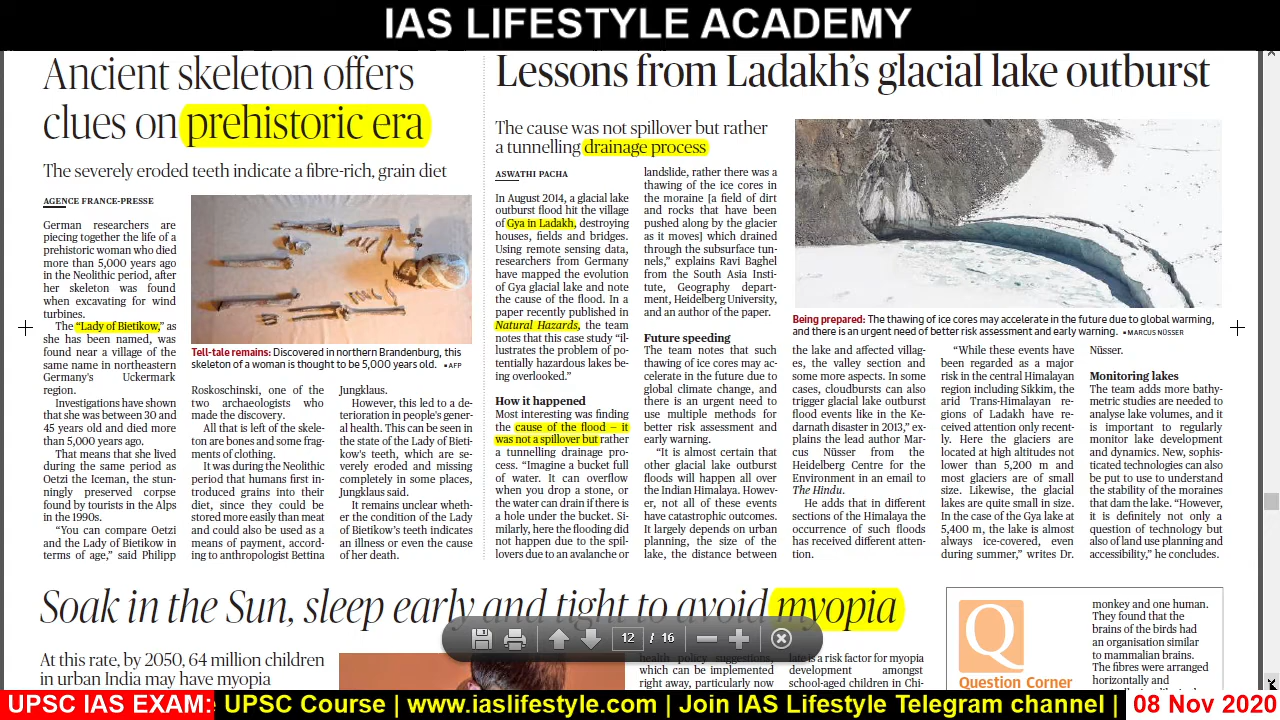 IAS LIFESTYLE ACADEMY
Ancient skeleton offers
clues on prehistoric era
The severely eroded teeth indicate a fibre-rich, grain diet
AGENCE FRANCE-PRESSE
German researchers are
piecing together the life of a
prehistoric woman who died
more than 5,000 years ago
in the Neolithic period, after
her skeleton was found
when excavating for wind
turbines.
The “Lady of Bietikow,” as
she has been named, was
found near a village of the
same name in northeastern
Germany's Uckermark
region.
Investigations have shown
that she was between 30 and
45 years old and died more
than 5,000 years ago.
That means that she lived
during the same period as
Oetzi the Iceman, the stun-
ningly preserved corpse
found by tourists in the Alps
in the 1990s.
“You can compare Oetzi
and the Lady of Bietikow in
terms of age,” said Philipp
Tell-tale remains: Discovered in northern Brandenburg, this
skeleton of a woman is thought to be 5,000 years old. ▪ AFP
Roskoschinski, one of the
two archaeologists who
made the discovery.
All that is left of the skele-
ton are bones and some frag-
ments of clothing.
It was during the Neolithic
period that humans first in-
troduced grains into their
diet, since they could be
stored more easily than meat
and could also be used as a
means of payment, accord-
ing to anthropologist Bettina
Jungklaus.
However, this led to a de-
terioration in people's gener-
al health. This can be seen in
the state of the Lady of Bieti-
kow's teeth, which are se-
verely eroded and missing
completely in some places,
Jungklaus said.
It remains unclear wheth-
er the condition of the Lady
of Bietikow's teeth indicates
an illness or even the cause
of her death.
Lessons from Ladakh's glacial lake outburst
The cause was not spillover but rather
a tunnelling drainage process
ASWATHI PACHA
In August 2014, a glacial lake
outburst flood hit the village
of Gya in Ladakh, destroying
houses, fields and bridges.
Using remote sensing data,
researchers from Germany
have mapped the evolution
of Gya glacial lake and note
the cause of the flood. In a
paper recently published in
Natural Hazards, the team
notes that this case study “il-
lustrates the problem of po-
tentially hazardous lakes be-
ing overlooked.”
How it happened
Most interesting was finding
the cause of the flood – it
was not a spillover but rather
a tunnelling drainage pro-
cess. “Imagine a bucket full
of water. It can overflow
when you drop a stone, or
the water can drain if there is
a hole under the bucket. Si-
milarly, here the flooding did
not happen due to the spil-
lovers due to an avalanche or
landslide, rather there was a
thawing of the ice cores in
the moraine [a field of dirt
and rocks that have been
pushed along by the glacier
as it moves] which drained
through the subsurface tun-
nels,” explains Ravi Baghel
from the South Asia Insti-
tute, Geography depart-
ment, Heidelberg University,
and an author of the paper.
Future speeding
The team notes that such
thawing of ice cores may ac-
celerate in the future due to
global climate change, and
there is an urgent need to
use multiple methods for
better risk assessment and
early warning.
“It is almost certain that
other glacial lake outburst
floods will happen all over
the Indian Himalaya. Howev-
er, not all of these events
have catastrophic outcomes.
It largely depends on urban
planning, the size of the
lake, the distance between
Being prepared: The thawing of ice cores may accelerate in the future due to global warming,
and there is an urgent need of better risk assessment and early warning. ▪ MARCUS NÜSSER
the lake and affected villag-
es, the valley section and
some more aspects. In some
cases, cloudbursts can also
trigger glacial lake outburst
flood events like in the Ke-
darnath disaster in 2013,” ex-
plains the lead author Mar-
cus Nüsser from the
Heidelberg Centre for the
Environment in an email to
The Hindu.
He adds that in different
sections of the Himalaya the
occurrence of such floods
has received different atten-
tion.
“While these events have
been regarded as a major
risk in the central Himalayan
region including Sikkim, the
arid Trans-Himalayan re-
gions of Ladakh have re-
ceived attention only recent-
ly. Here the glaciers are
located at high altitudes not
lower than 5,200 m and
most glaciers are of small
size. Likewise, the glacial
lakes are quite small in size.
In the case of the Gya lake at
5,400 m, the lake is almost
always ice-covered, even
during summer,” writes Dr.
Nüsser.
Monitoring lakes
The team adds more bathy-
metric studies are needed to
analyse lake volumes, and it
is important to regularly
monitor lake development
and dynamics. New, sophis-
ticated technologies can also
be put to use to understand
the stability of the moraines
that dam the lake. “However,
it is definitely not only a
question of technology but
also of land use planning and
accessibility,” he concludes.
Soak in the Sun, sleep early and tight to avoid myopia
At this rate, by 2050, 64 million children
in urban India may have myopia
12 / 16
health policy suggestions,
which can be implemented
right away, particularly now
late is a risk factor for myopia
development amongst
school-aged children in Chi-
Q
Question Corner
monkey and one human.
They found that the
brains of the birds had
an organisation similar
to mammalian brains.
The fibres were arranged
horizontally and
UPSC IAS EXAM: UPSC Course | www.iaslifestyle.com | Join IAS Lifestyle Telegram channel | 08 Nov 2020